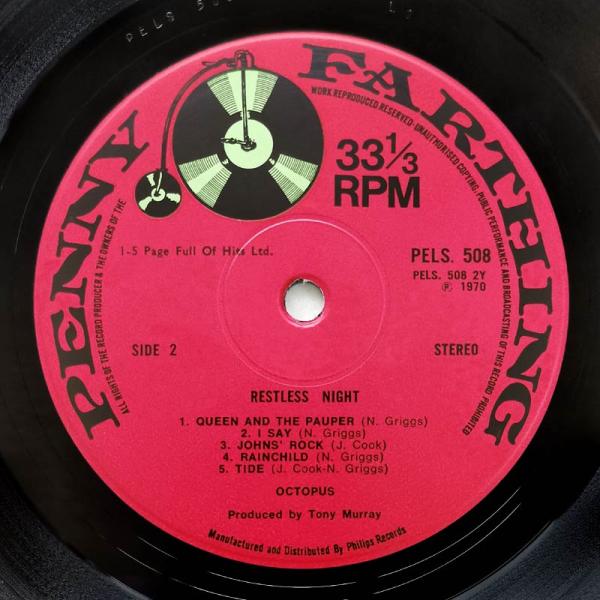 PELS 508
PENNY FARTHING
WORK REPRODUCED RESERVED · UNAUTHORISED COPYING, PUBLIC PERFORMANCE AND BROADCASTING OF THIS RECORD PROHIBITED
ALL RIGHTS OF THE RECORD PRODUCER & THE OWNERS OF THE
33 1/3
RPM
1-5 Page Full Of Hits Ltd.
PELS. 508
PELS. 508 2Y
℗ 1970
SIDE 2
STEREO
RESTLESS NIGHT
1. QUEEN AND THE PAUPER (N. Griggs)
2. I SAY (N. Griggs)
3. JOHNS' ROCK (J. Cook)
4. RAINCHILD (N. Griggs)
5. TIDE (J. Cook-N. Griggs)
OCTOPUS
Produced by Tony Murray
Manufactured and Distributed By Philips Records